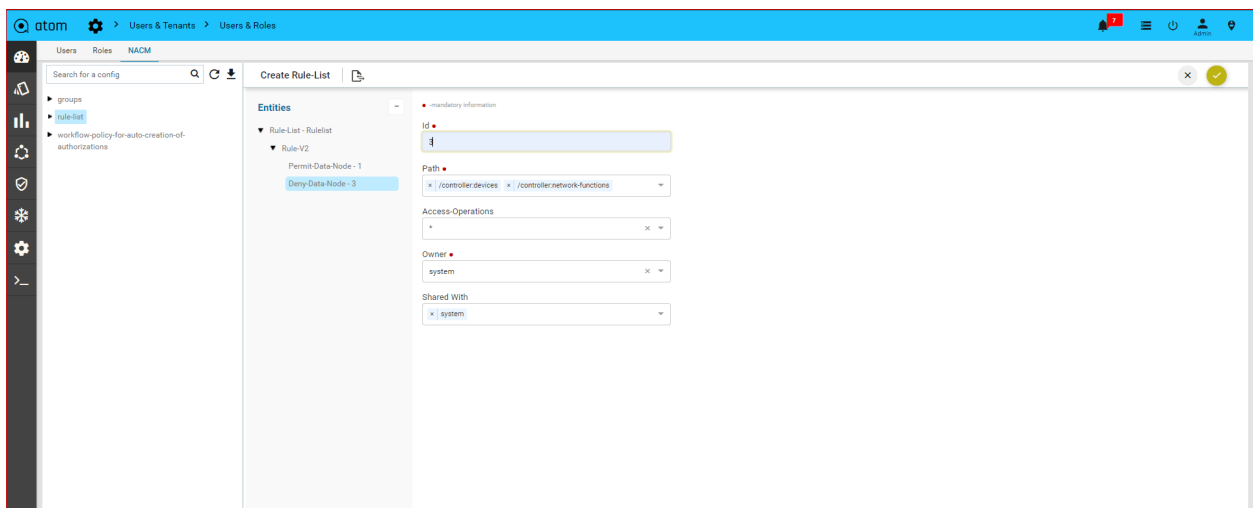 atom > Users & Tenants > Users & Roles 7 Admin
Users Roles NACM
Search for a config
groups
rule-list
workflow-policy-for-auto-creation-of-
authorizations
Create Rule-List
Entities -
Rule-List - Rulelist
Rule-V2
Permit-Data-Node - 1
Deny-Data-Node - 3
-mandatory information
Id
3
Path
× /controller:devices × /controller:network-functions
Access-Operations
* ×
Owner
system ×
Shared With
× system